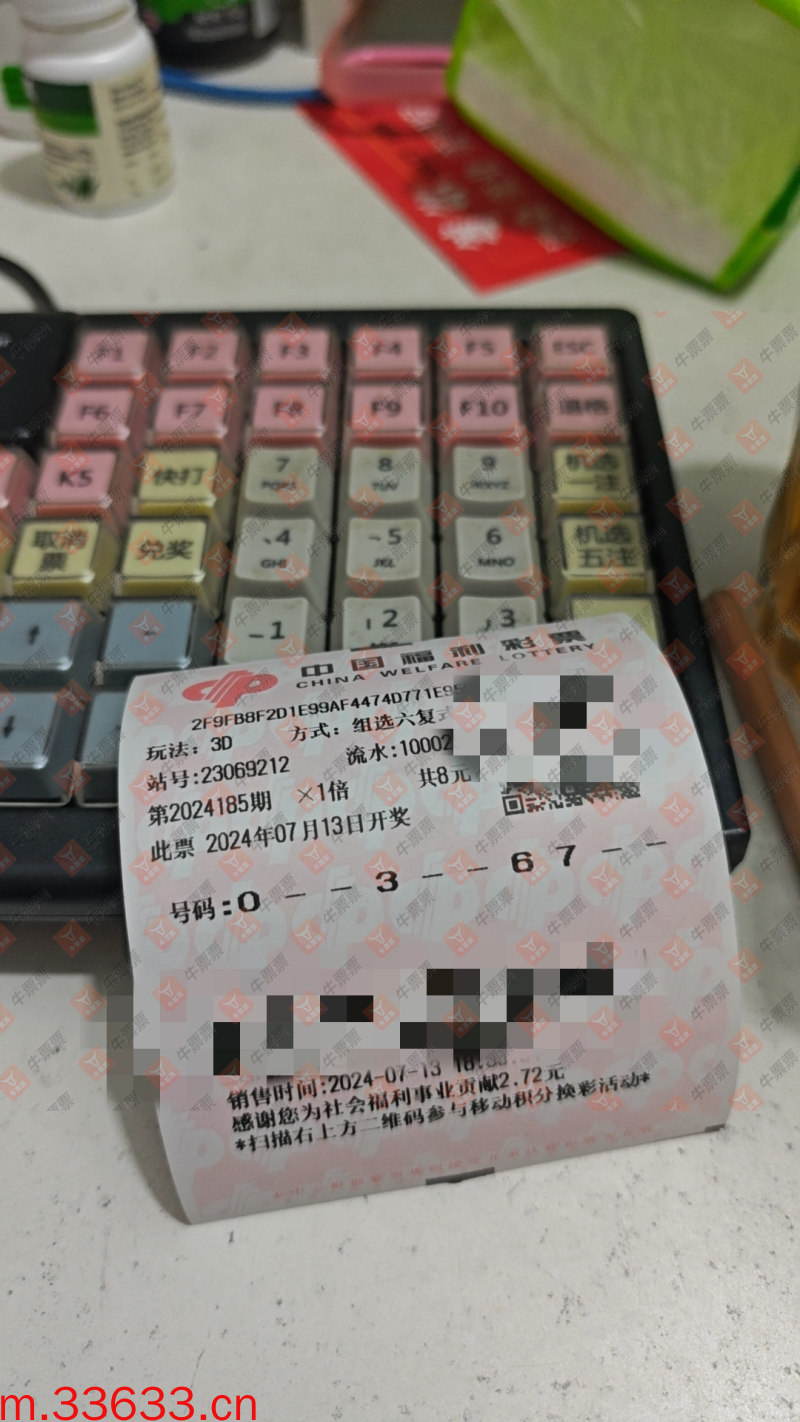 F1 F2 F3 F4 F5 ESC
F6 F7 F8 F9 F10
K5 快打 7 8 9 机选一注
PQRS TUV WXYZ
取消票 兑奖 4 5 6 机选五注
GHI JKL MNO
1 2 3
中国福利彩票
CHINA WELFARE LOTTERY
2F9FB8F2D1E99AF4474D771E9
玩法：3D 方式：组选六复式
站号:23069212 流水:10002
第2024185期 ×1倍 共8元
此票 2024年07月13日开奖
号码:0 - - 3 - - 6 7 - -
销售时间:2024-07-13
感谢您为社会福利事业贡献2.72元
*扫描右上方二维码参与移动积分换彩活动*
牛票票
m.33633.cn